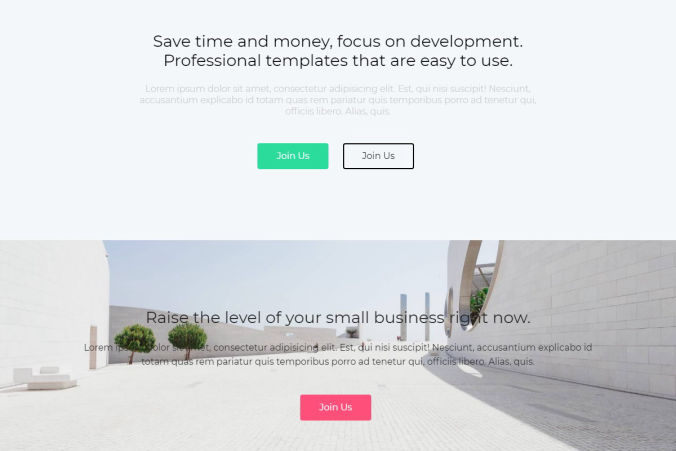 Save time and money, focus on development.
Professional templates that are easy to use.
Lorem ipsum dolor sit amet, consectetur adipisicing elit. Est, qui nisi suscipit! Nesciunt,
accusantium explicabo id totam quas rem pariatur quis temporibus porro ad tenetur qui,
officiis libero. Alias, quis.
Join Us
Join Us
Raise the level of your small business right now.
Lorem ipsum dolor sit amet, consectetur adipisicing elit. Est, qui nisi suscipit! Nesciunt, accusantium explicabo id
totam quas rem pariatur quis temporibus porro ad tenetur qui, officiis libero. Alias, quis.
Join Us